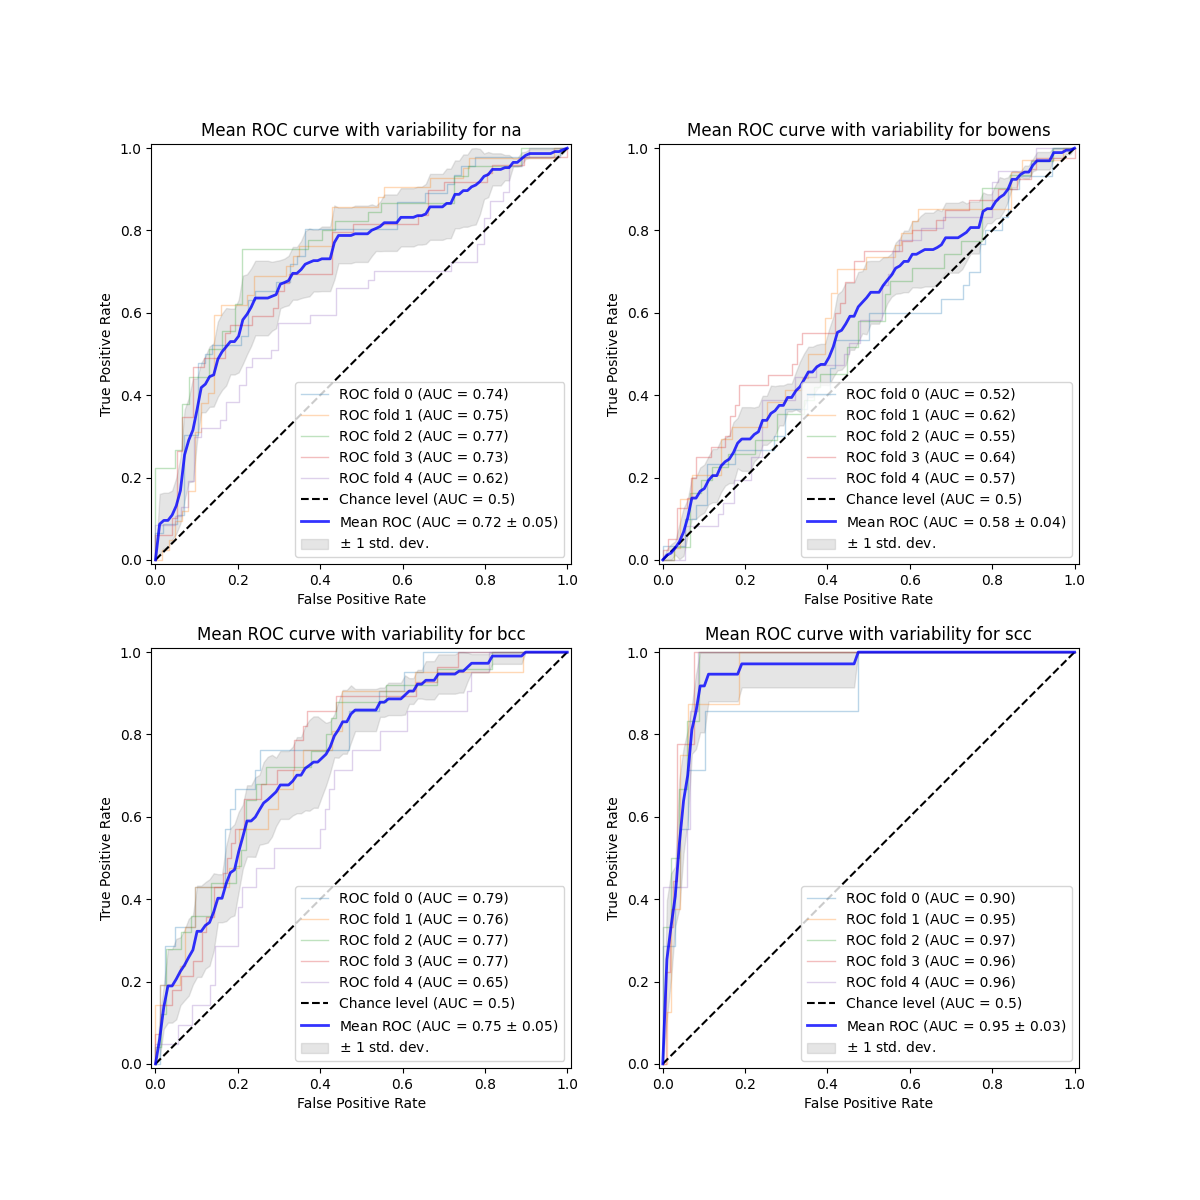 Mean ROC curve with variability for na
1.0
0.8
0.6
0.4
0.2
0.0
True Positive Rate
ROC fold 0 (AUC = 0.74)
ROC fold 1 (AUC = 0.75)
ROC fold 2 (AUC = 0.77)
ROC fold 3 (AUC = 0.73)
ROC fold 4 (AUC = 0.62)
Chance level (AUC = 0.5)
Mean ROC (AUC = 0.72 ± 0.05)
± 1 std. dev.
0.0 0.2 0.4 0.6 0.8 1.0
False Positive Rate
Mean ROC curve with variability for bowens
1.0
0.8
0.6
0.4
0.2
0.0
True Positive Rate
ROC fold 0 (AUC = 0.52)
ROC fold 1 (AUC = 0.62)
ROC fold 2 (AUC = 0.55)
ROC fold 3 (AUC = 0.64)
ROC fold 4 (AUC = 0.57)
Chance level (AUC = 0.5)
Mean ROC (AUC = 0.58 ± 0.04)
± 1 std. dev.
0.0 0.2 0.4 0.6 0.8 1.0
False Positive Rate
Mean ROC curve with variability for bcc
1.0
0.8
0.6
0.4
0.2
0.0
True Positive Rate
ROC fold 0 (AUC = 0.79)
ROC fold 1 (AUC = 0.76)
ROC fold 2 (AUC = 0.77)
ROC fold 3 (AUC = 0.77)
ROC fold 4 (AUC = 0.65)
Chance level (AUC = 0.5)
Mean ROC (AUC = 0.75 ± 0.05)
± 1 std. dev.
0.0 0.2 0.4 0.6 0.8 1.0
False Positive Rate
Mean ROC curve with variability for scc
1.0
0.8
0.6
0.4
0.2
0.0
True Positive Rate
ROC fold 0 (AUC = 0.90)
ROC fold 1 (AUC = 0.95)
ROC fold 2 (AUC = 0.97)
ROC fold 3 (AUC = 0.96)
ROC fold 4 (AUC = 0.96)
Chance level (AUC = 0.5)
Mean ROC (AUC = 0.95 ± 0.03)
± 1 std. dev.
0.0 0.2 0.4 0.6 0.8 1.0
False Positive Rate